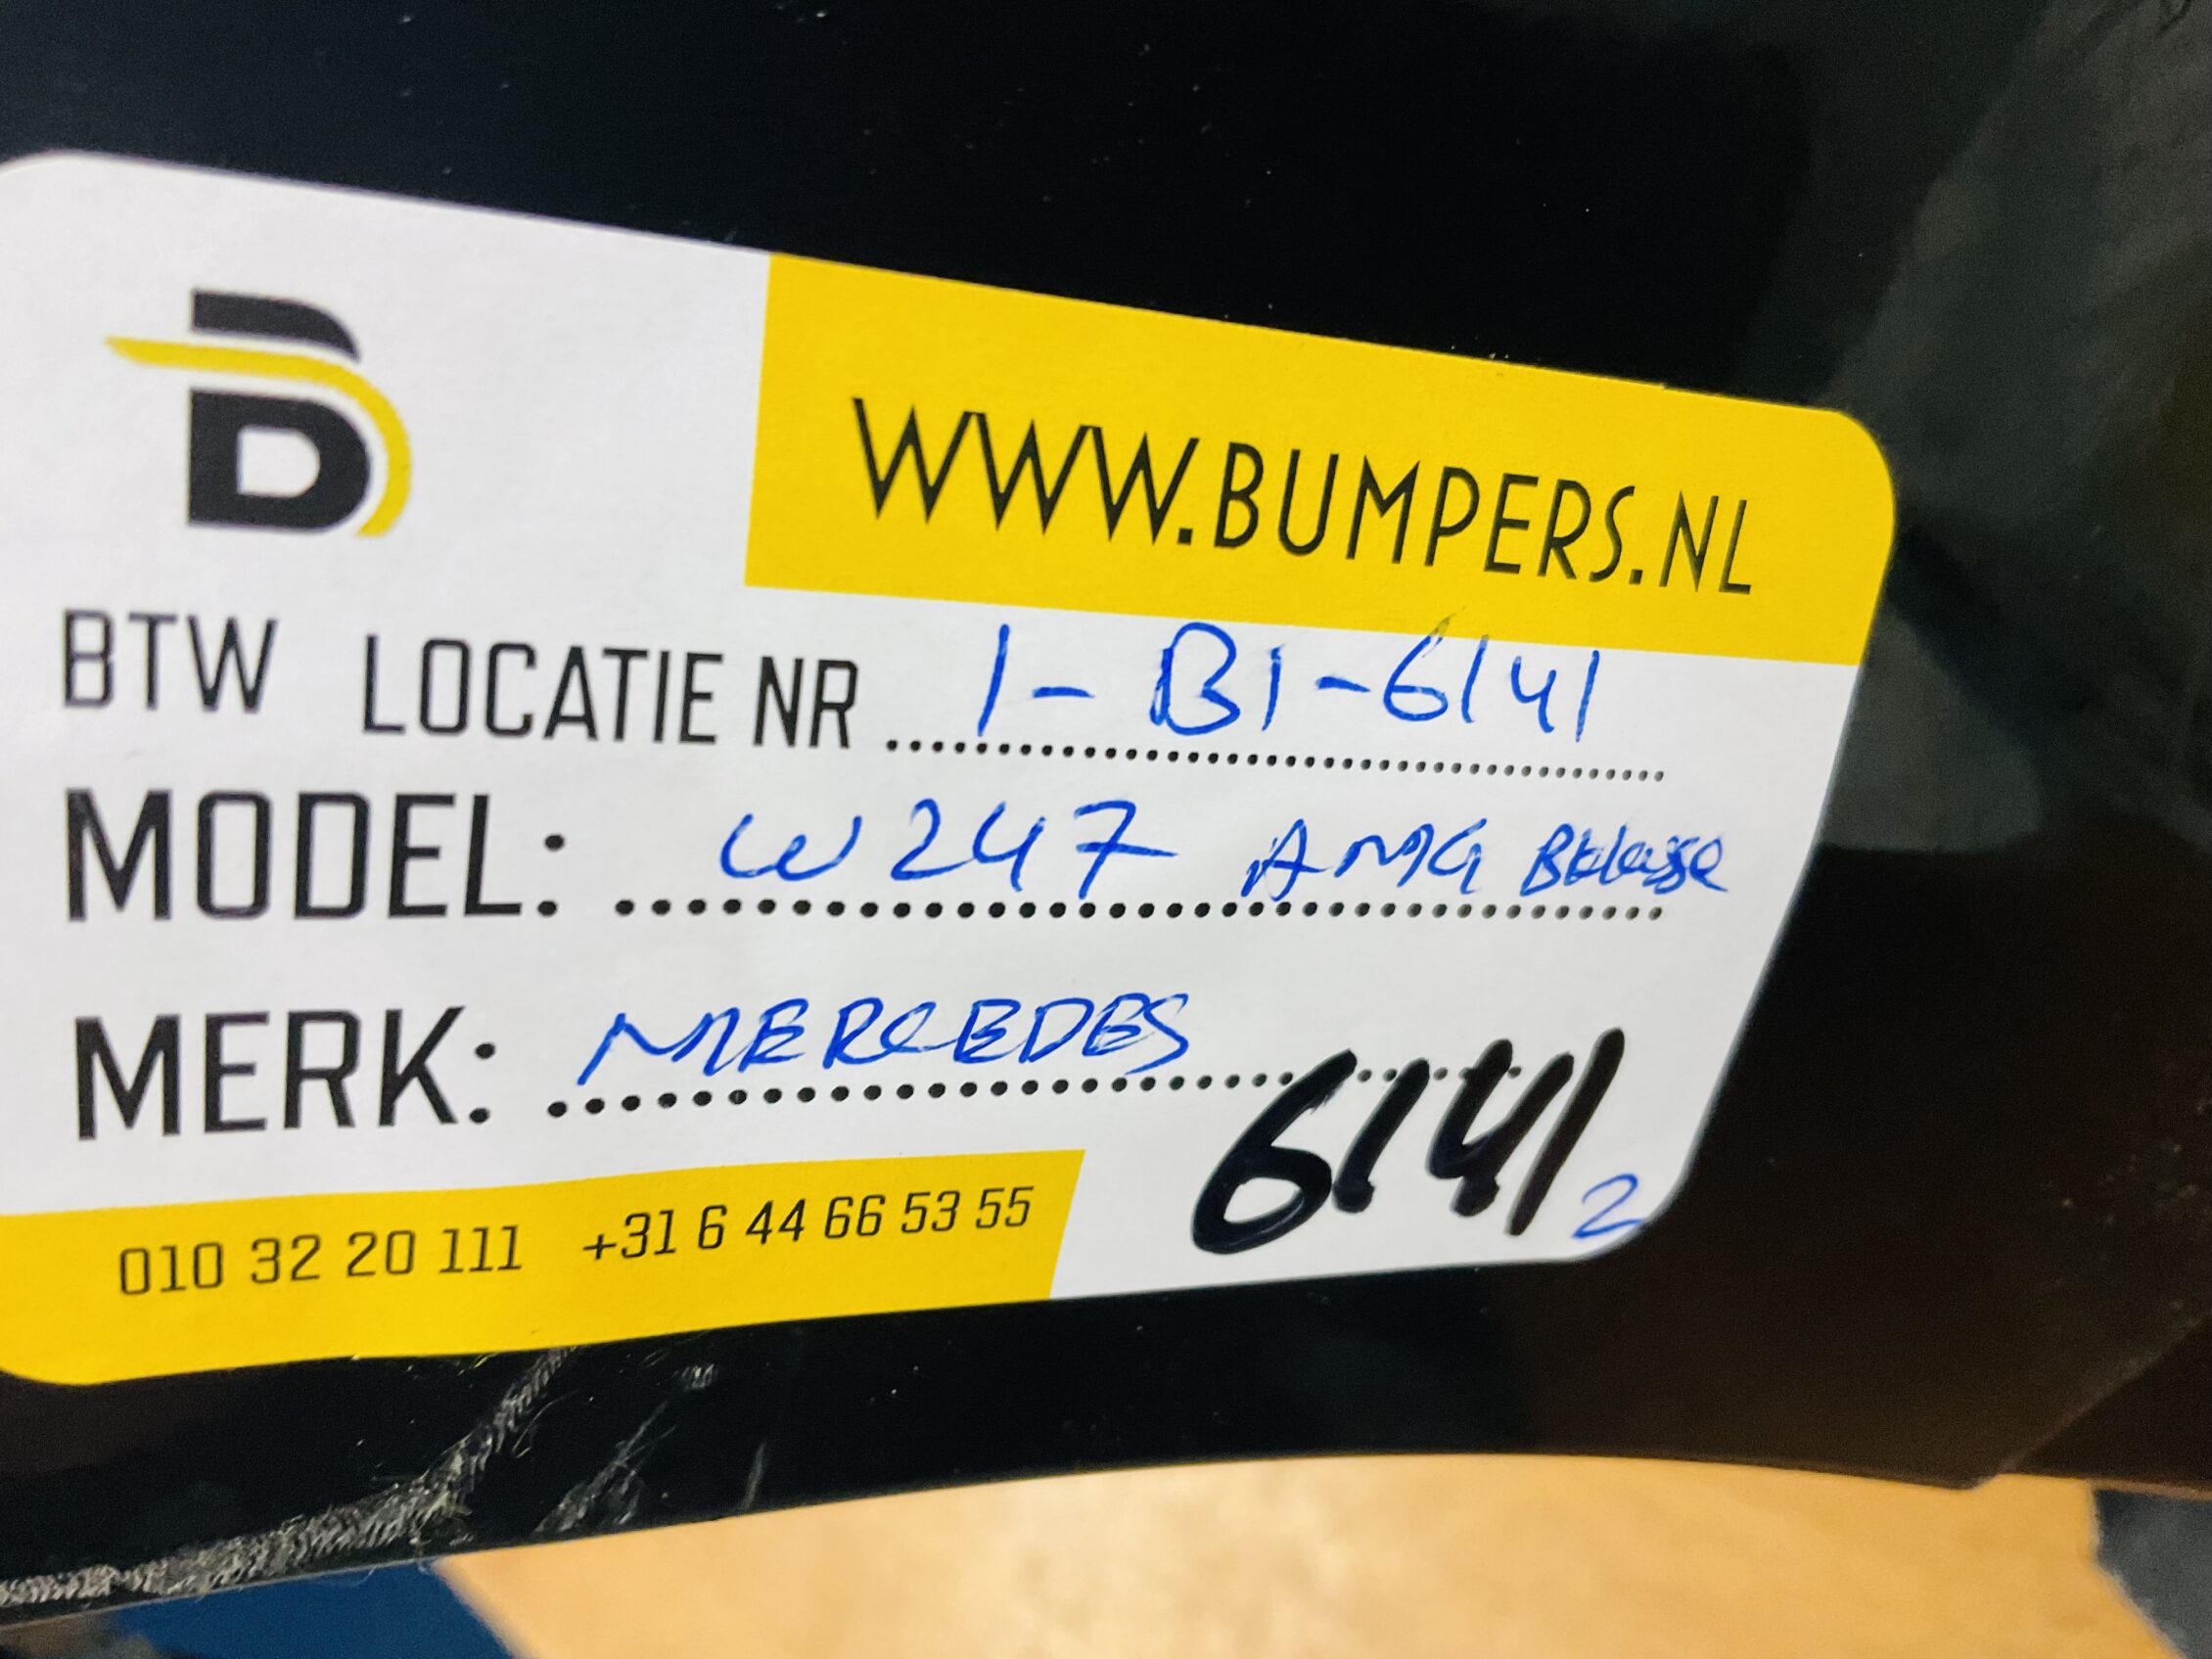 B
WWW.BUMPERS.NL
BTW LOCATIE NR 1-B1-6141
MODEL: W247 AMG Bklasse
MERK: MERCEDES
6141 2
010 32 20 111 +31 6 44 66 53 55